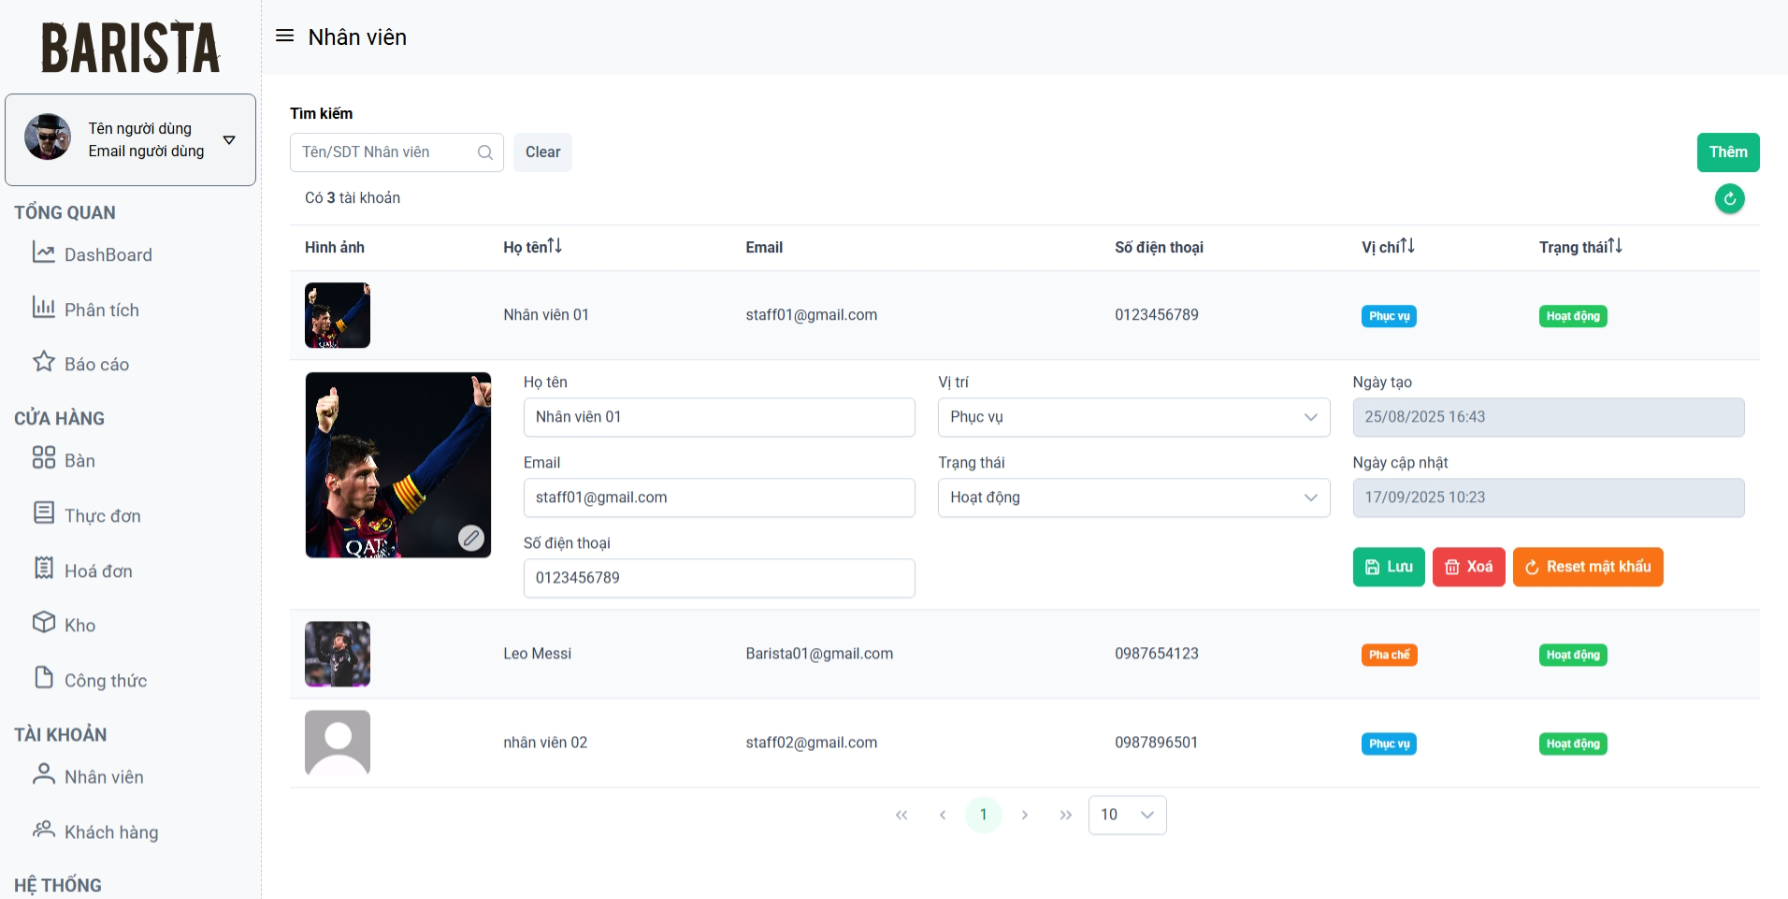 BARISTA
Nhân viên
Tên người dùng
Email người dùng
TỔNG QUAN
DashBoard
Phân tích
Báo cáo
CỬA HÀNG
Bàn
Thực đơn
Hoá đơn
Kho
Công thức
TÀI KHOẢN
Nhân viên
Khách hàng
HỆ THỐNG
Tìm kiếm
Tên/SDT Nhân viên
Clear
Thêm
Có 3 tài khoản
Hình ảnh Họ tên Email Số điện thoại Vị chí Trạng thái
Nhân viên 01 staff01@gmail.com 0123456789 Phục vụ Hoạt động
QATAR
Họ tên Vị trí Ngày tạo
Nhân viên 01 Phục vụ 25/08/2025 16:43
Email Trạng thái Ngày cập nhật
staff01@gmail.com Hoạt động 17/09/2025 10:23
QAT
Số điện thoại
0123456789
Lưu Xoá Reset mật khẩu
Leo Messi Barista01@gmail.com 0987654123 Pha chế Hoạt động
nhân viên 02 staff02@gmail.com 0987896501 Phục vụ Hoạt động
« ‹ 1 › » 10